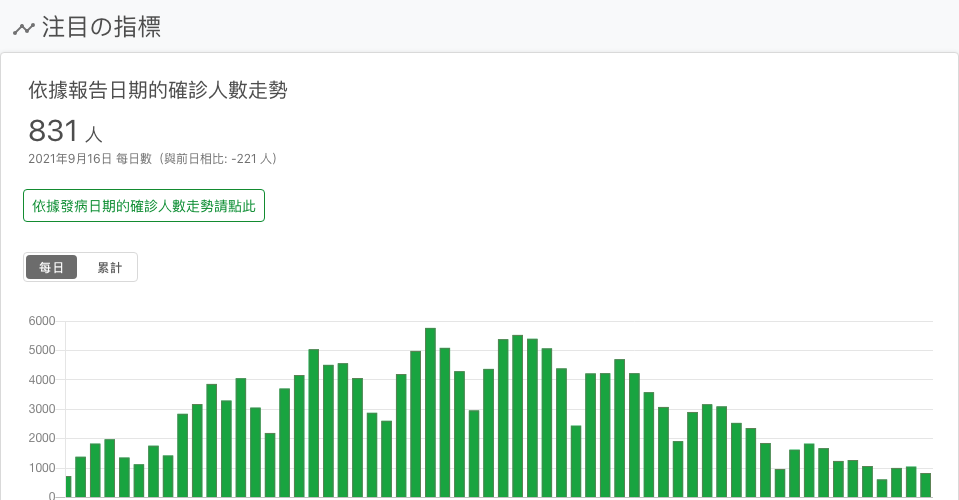 注目の指標
依據報告日期的確診人數走勢
831 人
2021年9月16日 每日數（與前日相比: -221 人）
依據發病日期的確診人數走勢請點此
每日 累計
6000
5000
4000
3000
2000
1000
0